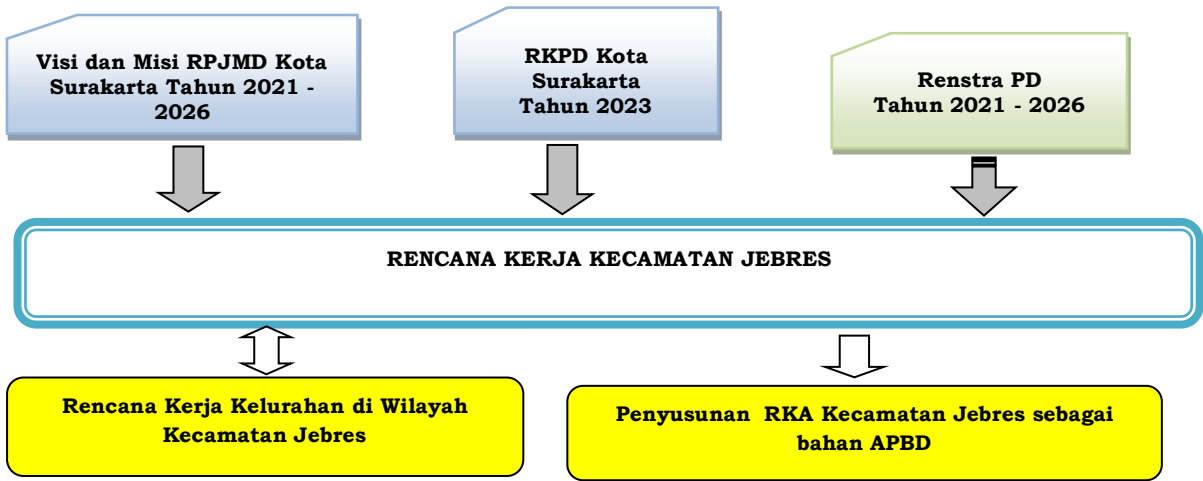 Visi dan Misi RPJMD Kota
Surakarta Tahun 2021 -
2026
RKPD Kota
Surakarta
Tahun 2023
Renstra PD
Tahun 2021 - 2026
RENCANA KERJA KECAMATAN JEBRES
Rencana Kerja Kelurahan di Wilayah
Kecamatan Jebres
Penyusunan RKA Kecamatan Jebres sebagai
bahan APBD